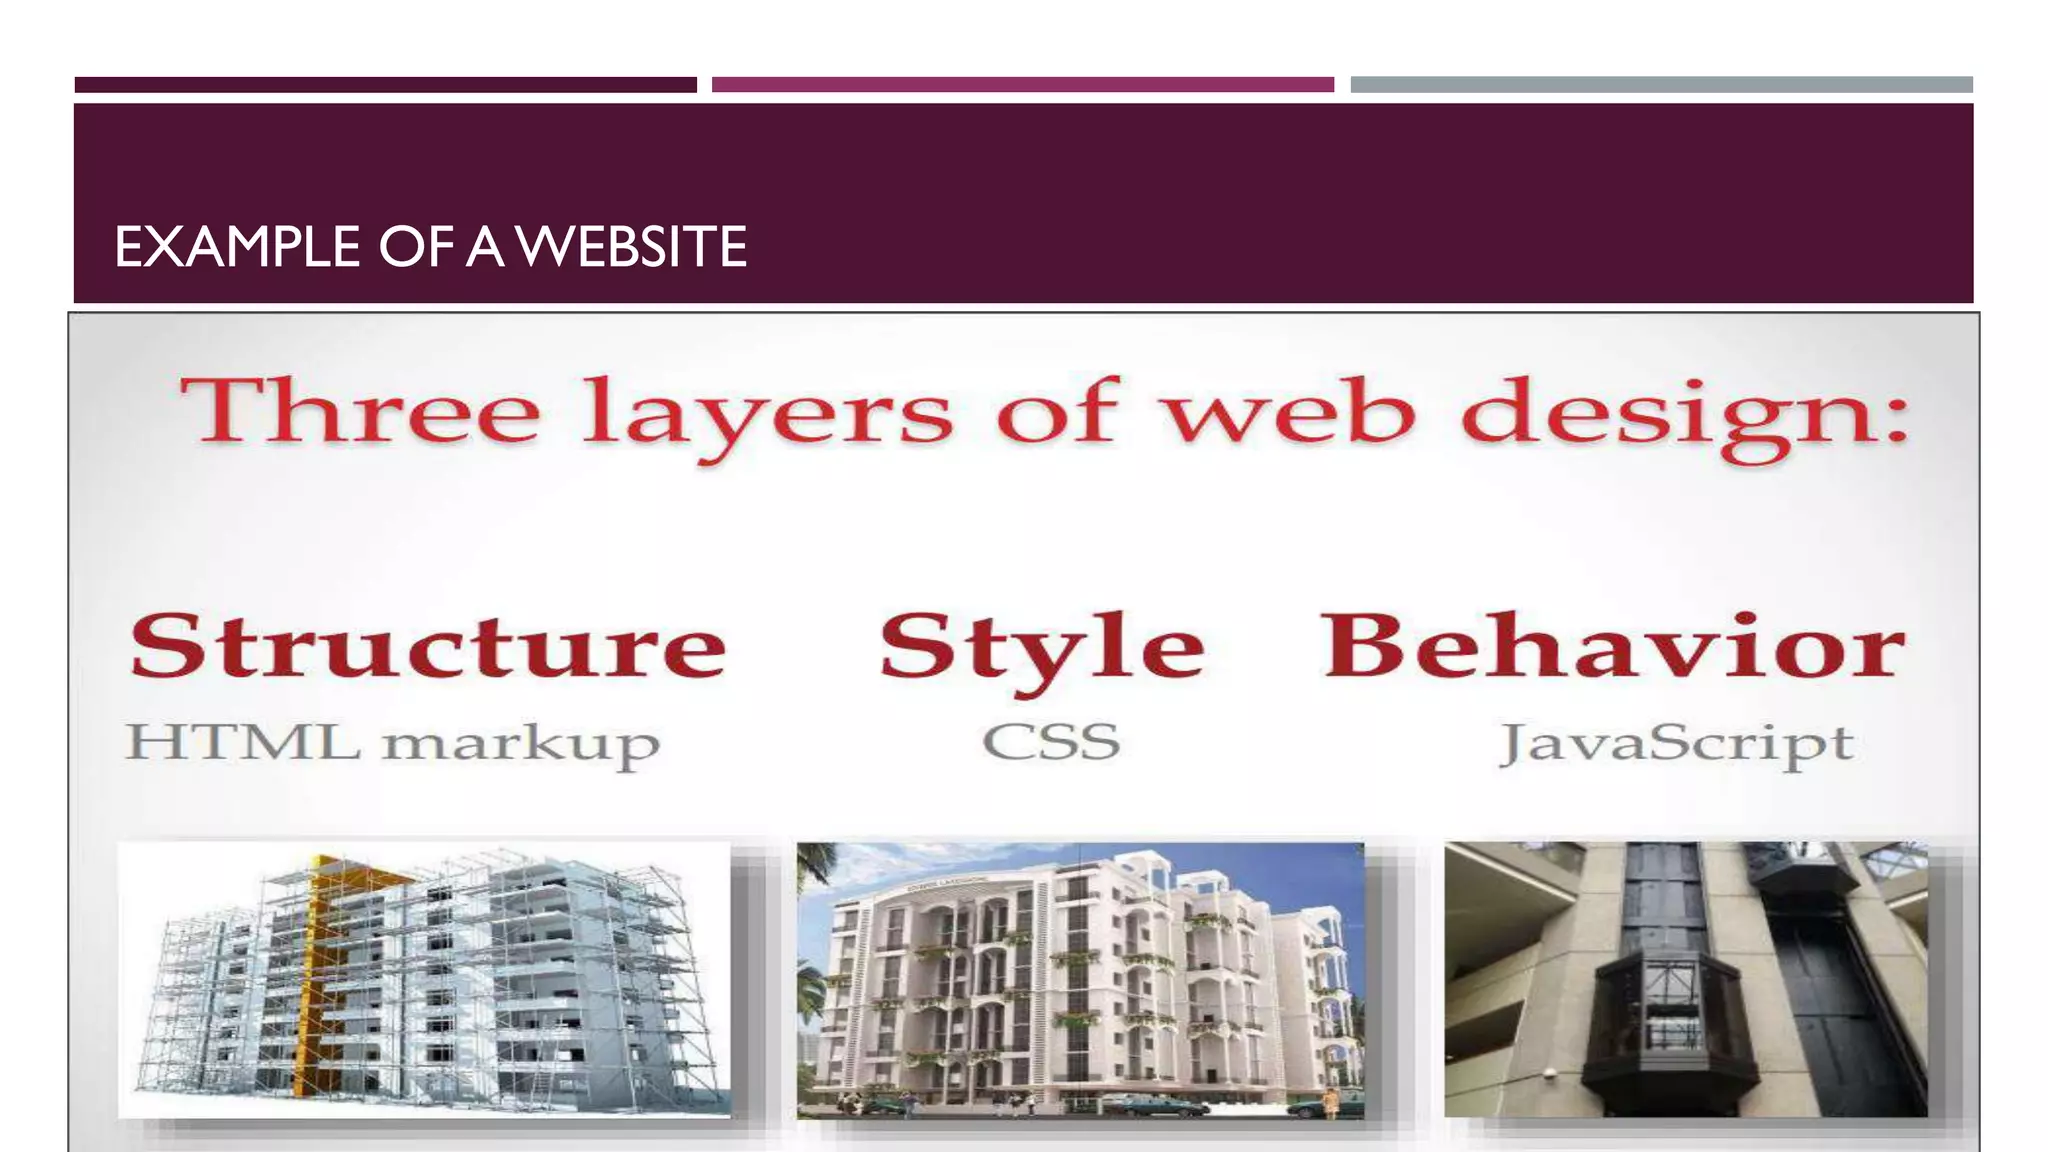 EXAMPLE OF A WEBSITE
Three layers of web design:
Structure Style Behavior
HTML markup CSS JavaScript